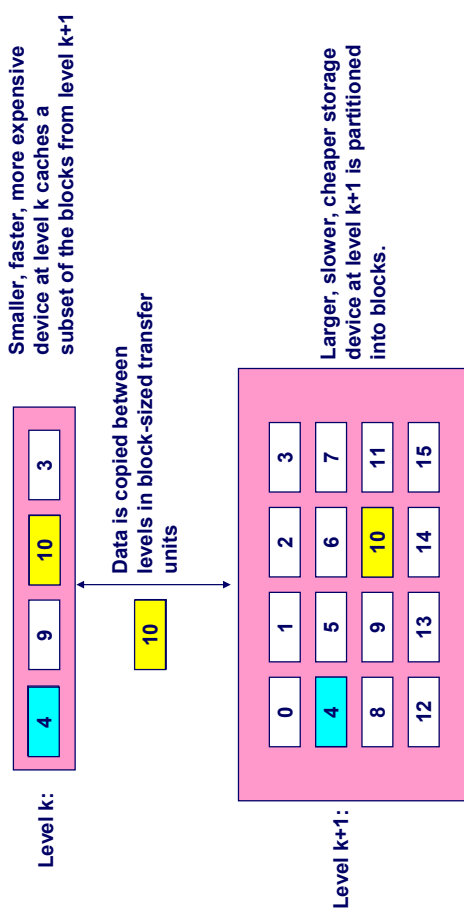 Level k:
4 9 10 3
Smaller, faster, more expensive
device at level k caches a
subset of the blocks from level k+1
10
Data is copied between
levels in block-sized transfer
units
Level k+1:
0 1 2 3
4 5 6 7
8 9 10 11
12 13 14 15
Larger, slower, cheaper storage
device at level k+1 is partitioned
into blocks.